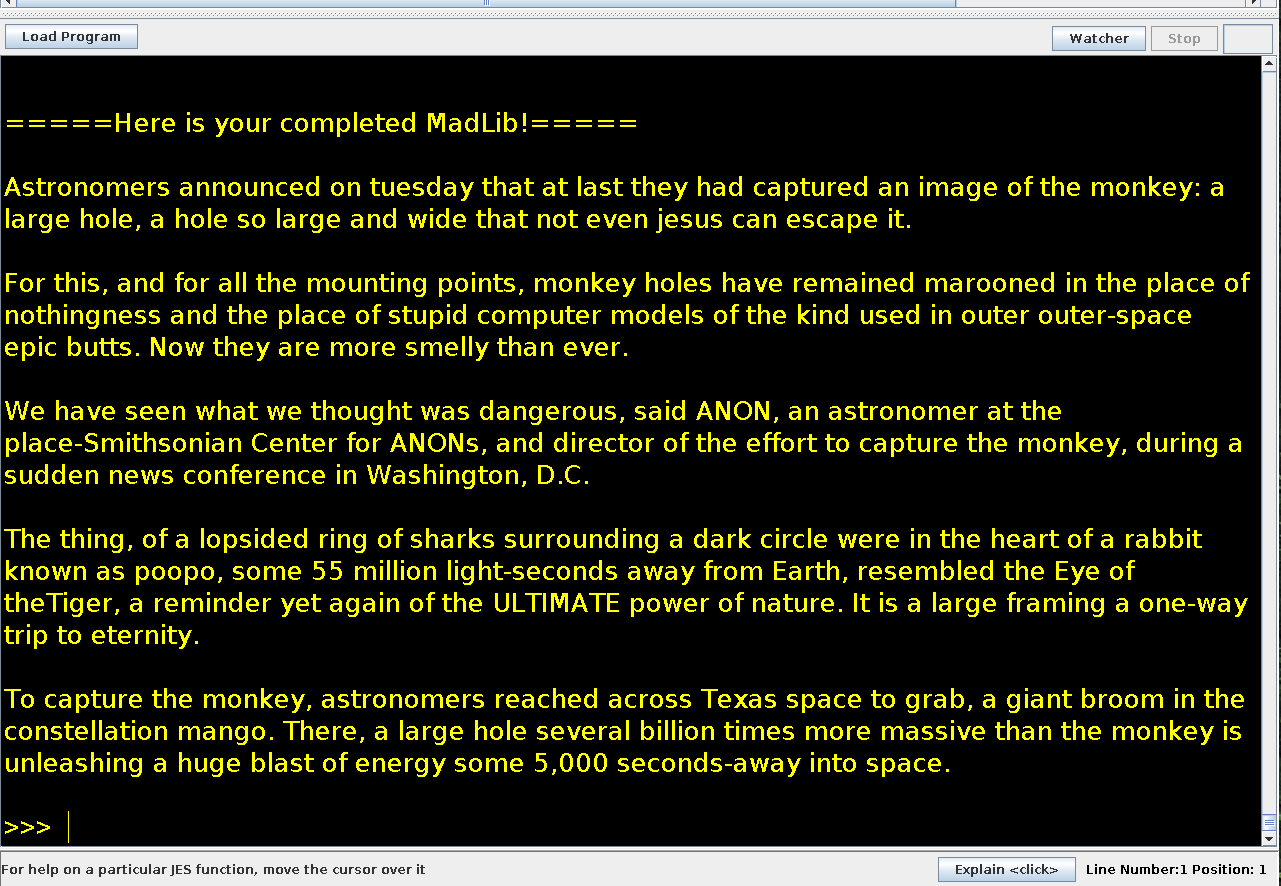 Load Program
Watcher
Stop
=====Here is your completed MadLib!=====
Astronomers announced on tuesday that at last they had captured an image of the monkey: a
large hole, a hole so large and wide that not even jesus can escape it.
For this, and for all the mounting points, monkey holes have remained marooned in the place of
nothingness and the place of stupid computer models of the kind used in outer outer-space
epic butts. Now they are more smelly than ever.
We have seen what we thought was dangerous, said ANON, an astronomer at the
place-Smithsonian Center for ANONs, and director of the effort to capture the monkey, during a
sudden news conference in Washington, D.C.
The thing, of a lopsided ring of sharks surrounding a dark circle were in the heart of a rabbit
known as poopo, some 55 million light-seconds away from Earth, resembled the Eye of
theTiger, a reminder yet again of the ULTIMATE power of nature. It is a large framing a one-way
trip to eternity.
To capture the monkey, astronomers reached across Texas space to grab, a giant broom in the
constellation mango. There, a large hole several billion times more massive than the monkey is
unleashing a huge blast of energy some 5,000 seconds-away into space.
>>>
For help on a particular JES function, move the cursor over it
Explain <click>
Line Number:1 Position: 1